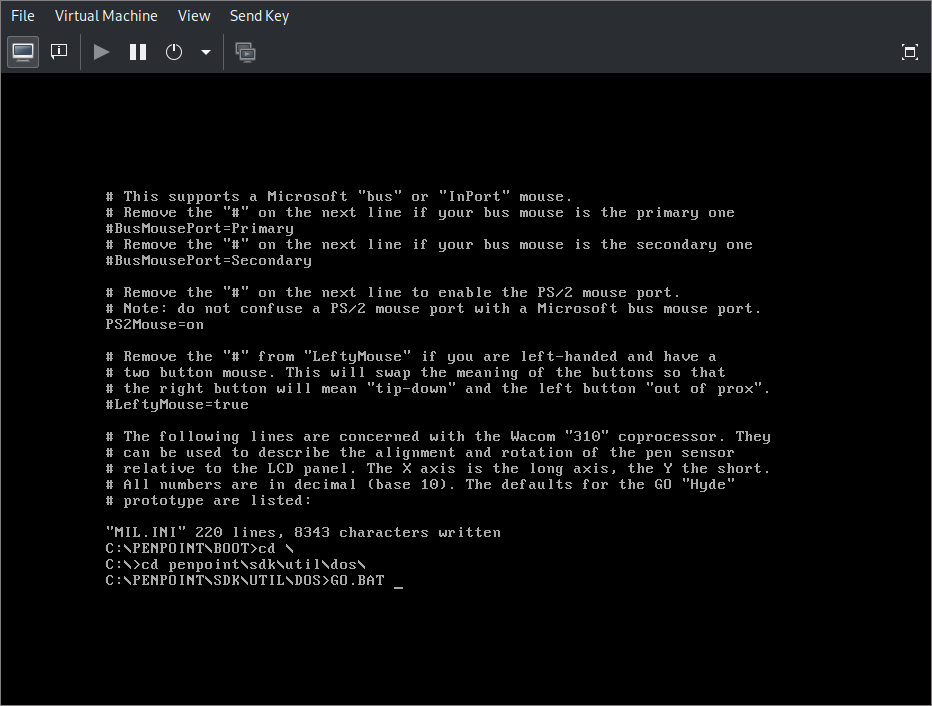 File Virtual Machine View Send Key
# This supports a Microsoft "bus" or "InPort" mouse.
# Remove the "#" on the next line if your bus mouse is the primary one
#BusMousePort=Primary
# Remove the "#" on the next line if your bus mouse is the secondary one
#BusMousePort=Secondary
# Remove the "#" on the next line to enable the PS/2 mouse port.
# Note: do not confuse a PS/2 mouse port with a Microsoft bus mouse port.
PS2Mouse=on
# Remove the "#" from "LeftyMouse" if you are left-handed and have a
# two button mouse. This will swap the meaning of the buttons so that
# the right button will mean "tip-down" and the left button "out of prox".
#LeftyMouse=true
# The following lines are concerned with the Wacom "310" coprocessor. They
# can be used to describe the alignment and rotation of the pen sensor
# relative to the LCD panel. The X axis is the long axis, the Y the short.
# All numbers are in decimal (base 10). The defaults for the GO "Hyde"
# prototype are listed:
"MIL.INI" 220 lines, 8343 characters written
C:\PENPOINT\BOOT>cd \
C:\>cd penpoint\sdk\util\dos\
C:\PENPOINT\SDK\UTIL\DOS>GO.BAT _